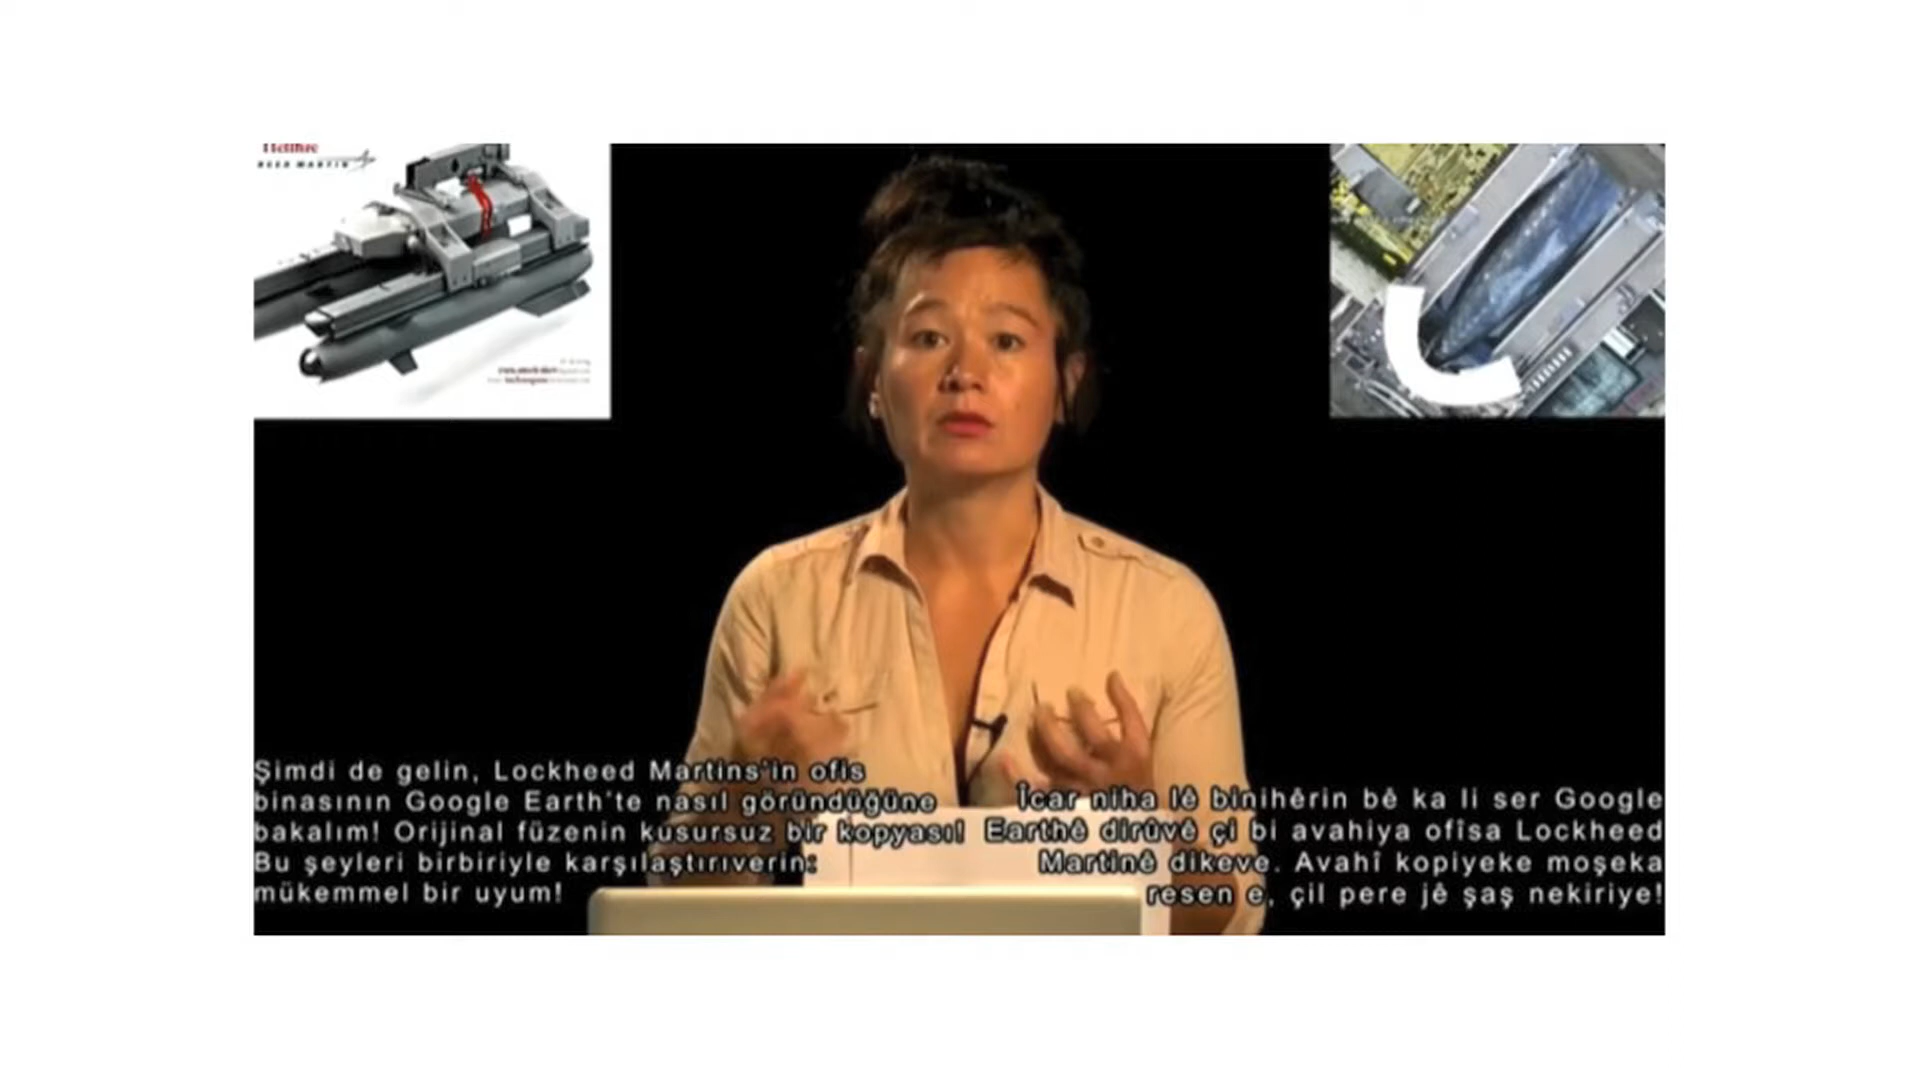 Hellfire
Şimdi de gelin, Lockheed Martins'in ofis
binasının Google Earth'te nasıl göründüğüne
bakalım! Orijinal füzenin kusursuz bir kopyası!
Bu şeyleri birbiriyle karşılaştırıverin:
mükemmel bir uyum!
Îcar niha lê binihêrin bê ka li ser Google
Earthê dirûvê çi bi avahiya ofîsa Lockheed
Martinê dikeve. Avahî kopiyeke moşeka
resen e, çil pere jê şaş nekiriye!